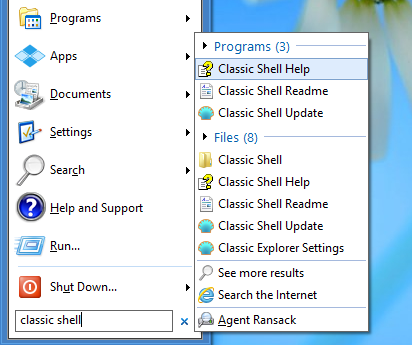 Programs
Apps
Documents
Settings
Search
Help and Support
Run...
Shut Down...
classic shell
Programs (3)
Classic Shell Help
Classic Shell Readme
Classic Shell Update
Files (8)
Classic Shell
Classic Shell Help
Classic Shell Readme
Classic Shell Update
Classic Explorer Settings
See more results
Search the Internet
Agent Ransack